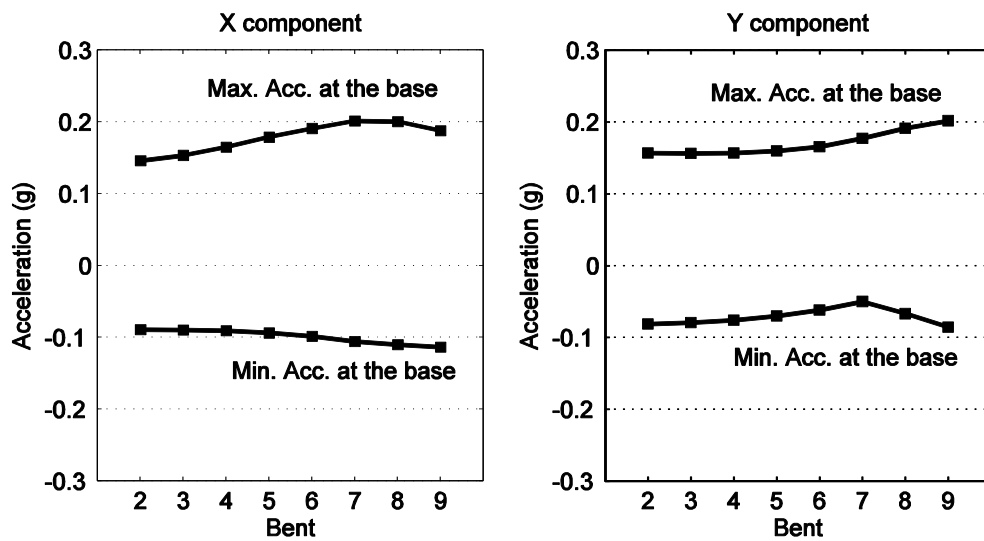 X component
0.3
0.2
0.1
0
-0.1
-0.2
-0.3
Acceleration (g)
Max. Acc. at the base
Min. Acc. at the base
2 3 4 5 6 7 8 9
Bent
Y component
0.3
0.2
0.1
0
-0.1
-0.2
-0.3
Acceleration (g)
Max. Acc. at the base
Min. Acc. at the base
2 3 4 5 6 7 8 9
Bent